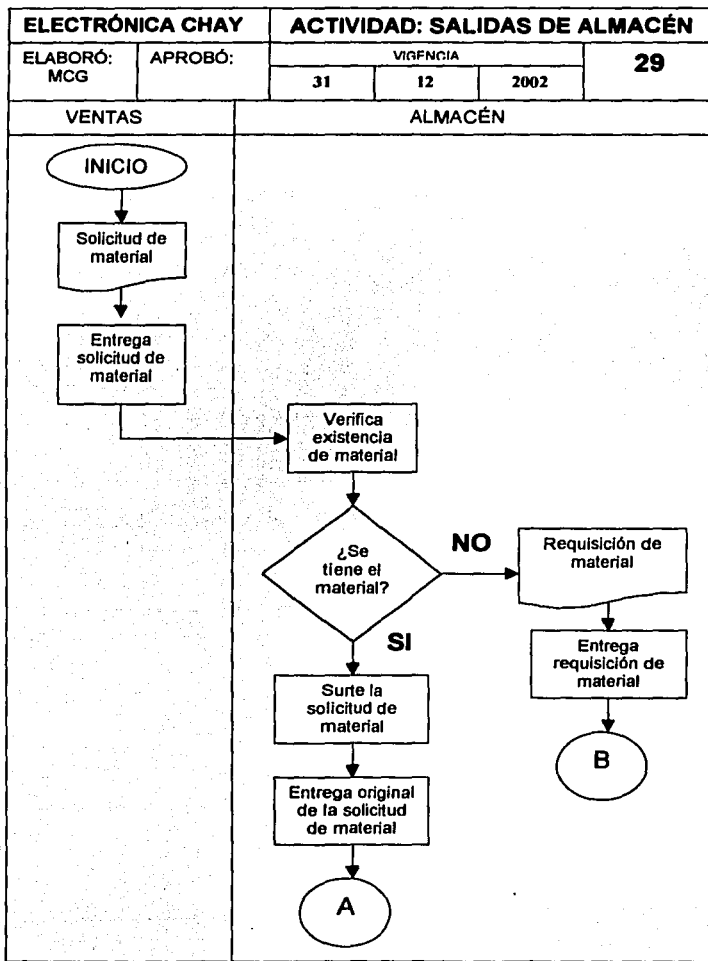 ELECTRÓNICA CHAY
ACTIVIDAD: SALIDAS DE ALMACÉN
ELABORÓ:
MCG
APROBÓ:
VIGENCIA
31
12
2002
29
VENTAS
ALMACÉN
INICIO
Solicitud de
material
Entrega
solicitud de
material
Verifica
existencia
de material
¿Se
tiene el
material?
NO
Requisición de
material
Entrega
requisición de
material
B
SI
Surte la
solicitud de
material
Entrega original
de la solicitud
de material
A